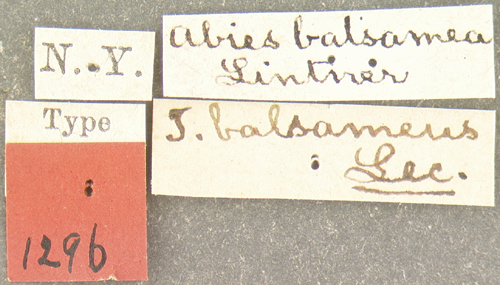 N. Y.
Abies balsamea
Lintner
Type
1296
T. balsameus
Lec.